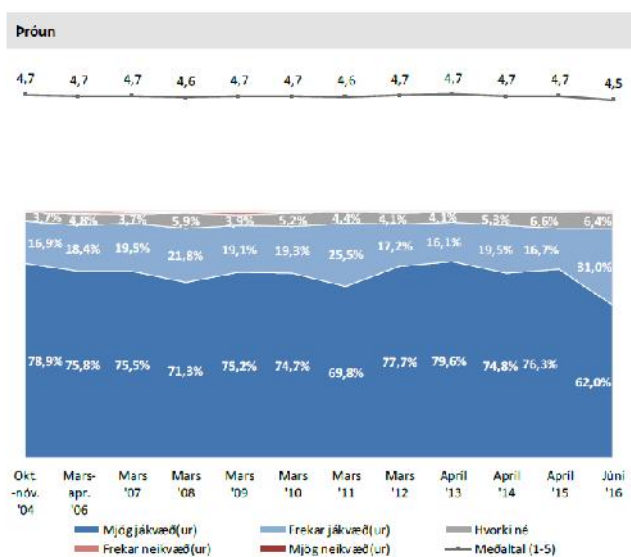 Þróun
4,7 4,7 4,7 4,6 4,7 4,7 4,6 4,7 4,7 4,7 4,7 4,5
3,7% 4,8% 3,7% 5,9% 3,9% 5,2% 4,4% 4,1% 4,1% 5,3% 6,6% 6,4%
16,9% 18,4% 19,5% 21,8% 19,1% 19,3% 25,5% 17,2% 16,1% 19,5% 16,7% 31,0%
78,9% 75,8% 75,5% 71,3% 75,2% 74,7% 69,8% 77,7% 79,6% 74,8% 76,3% 62,0%
Okt. Mars- Mars Mars Mars Mars Mars Mars Apríl Apríl Apríl Júní
-nóv. apr. '07 '08 '09 '10 '11 '12 '13 '14 '15 '16
'04 '06
Mjög jákvæð(ur) Frekar jákvæð(ur) Hvorki né
Frekar neikvæð(ur) Mjög neikvæð(ur) Meðaltal (1-5)